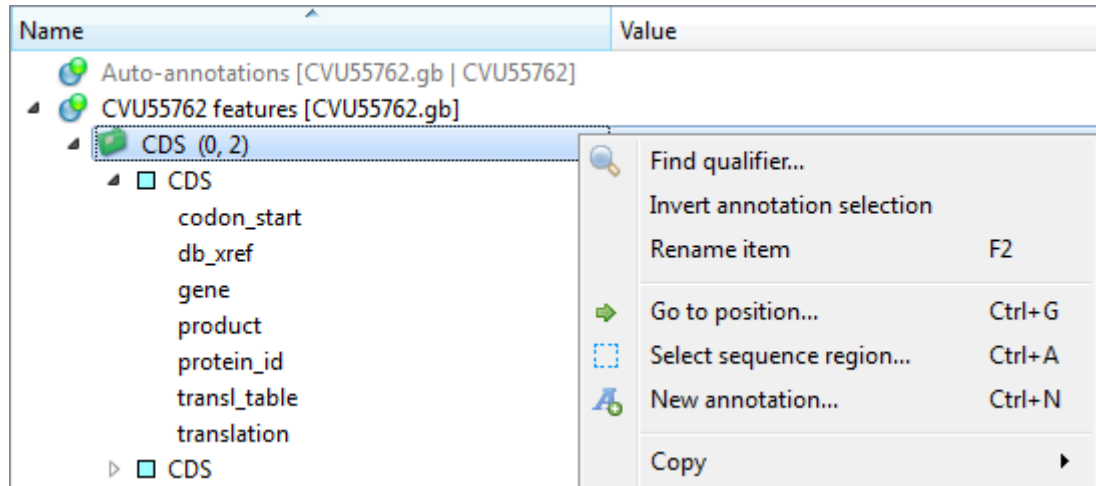 Name Value
Auto-annotations [CVU55762.gb | CVU55762]
CVU55762 features [CVU55762.gb]
CDS (0, 2)
CDS
codon_start
db_xref
gene
product
protein_id
transl_table
translation
CDS
Find qualifier...
Invert annotation selection
Rename item F2
Go to position... Ctrl+G
Select sequence region... Ctrl+A
New annotation... Ctrl+N
Copy